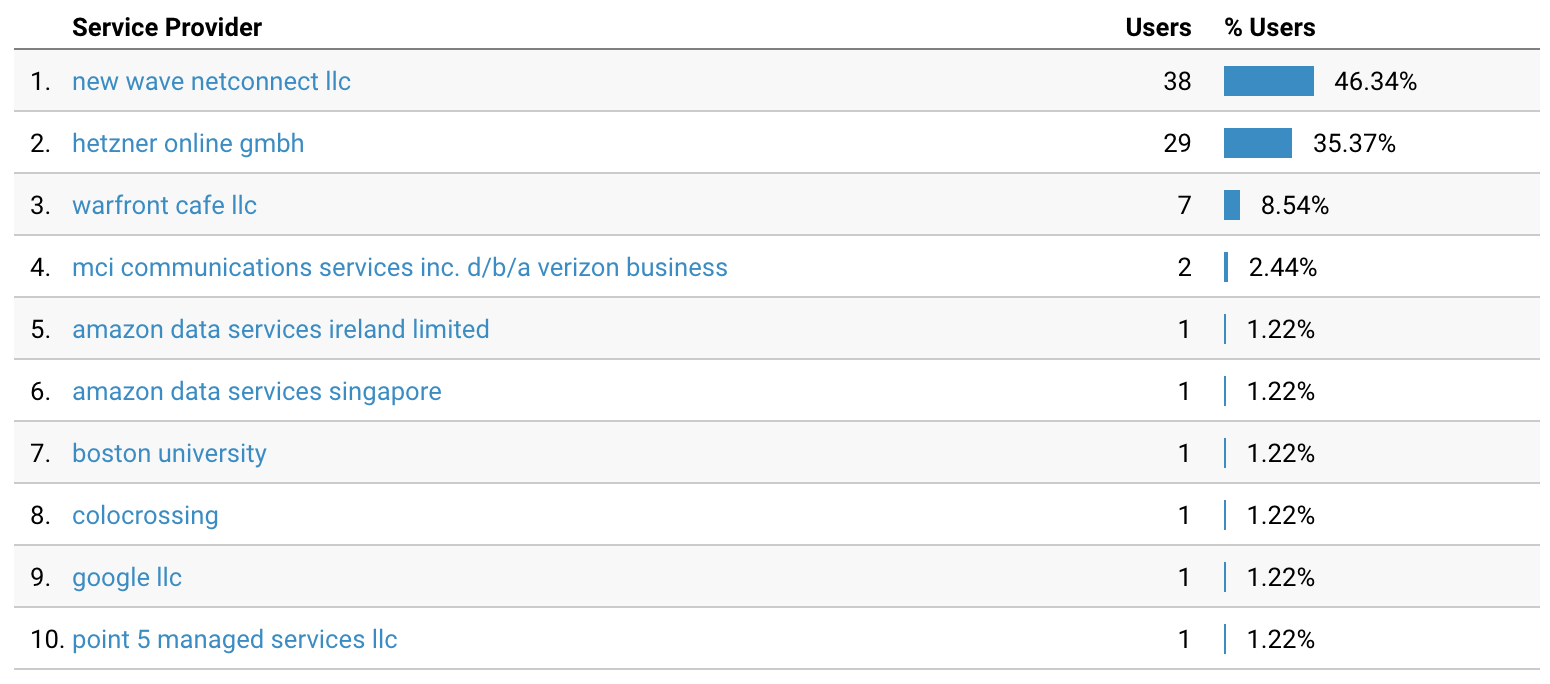 Service Provider Users % Users
1. new wave netconnect llc 38 46.34%
2. hetzner online gmbh 29 35.37%
3. warfront cafe llc 7 8.54%
4. mci communications services inc. d/b/a verizon business 2 2.44%
5. amazon data services ireland limited 1 1.22%
6. amazon data services singapore 1 1.22%
7. boston university 1 1.22%
8. colocrossing 1 1.22%
9. google llc 1 1.22%
10. point 5 managed services llc 1 1.22%